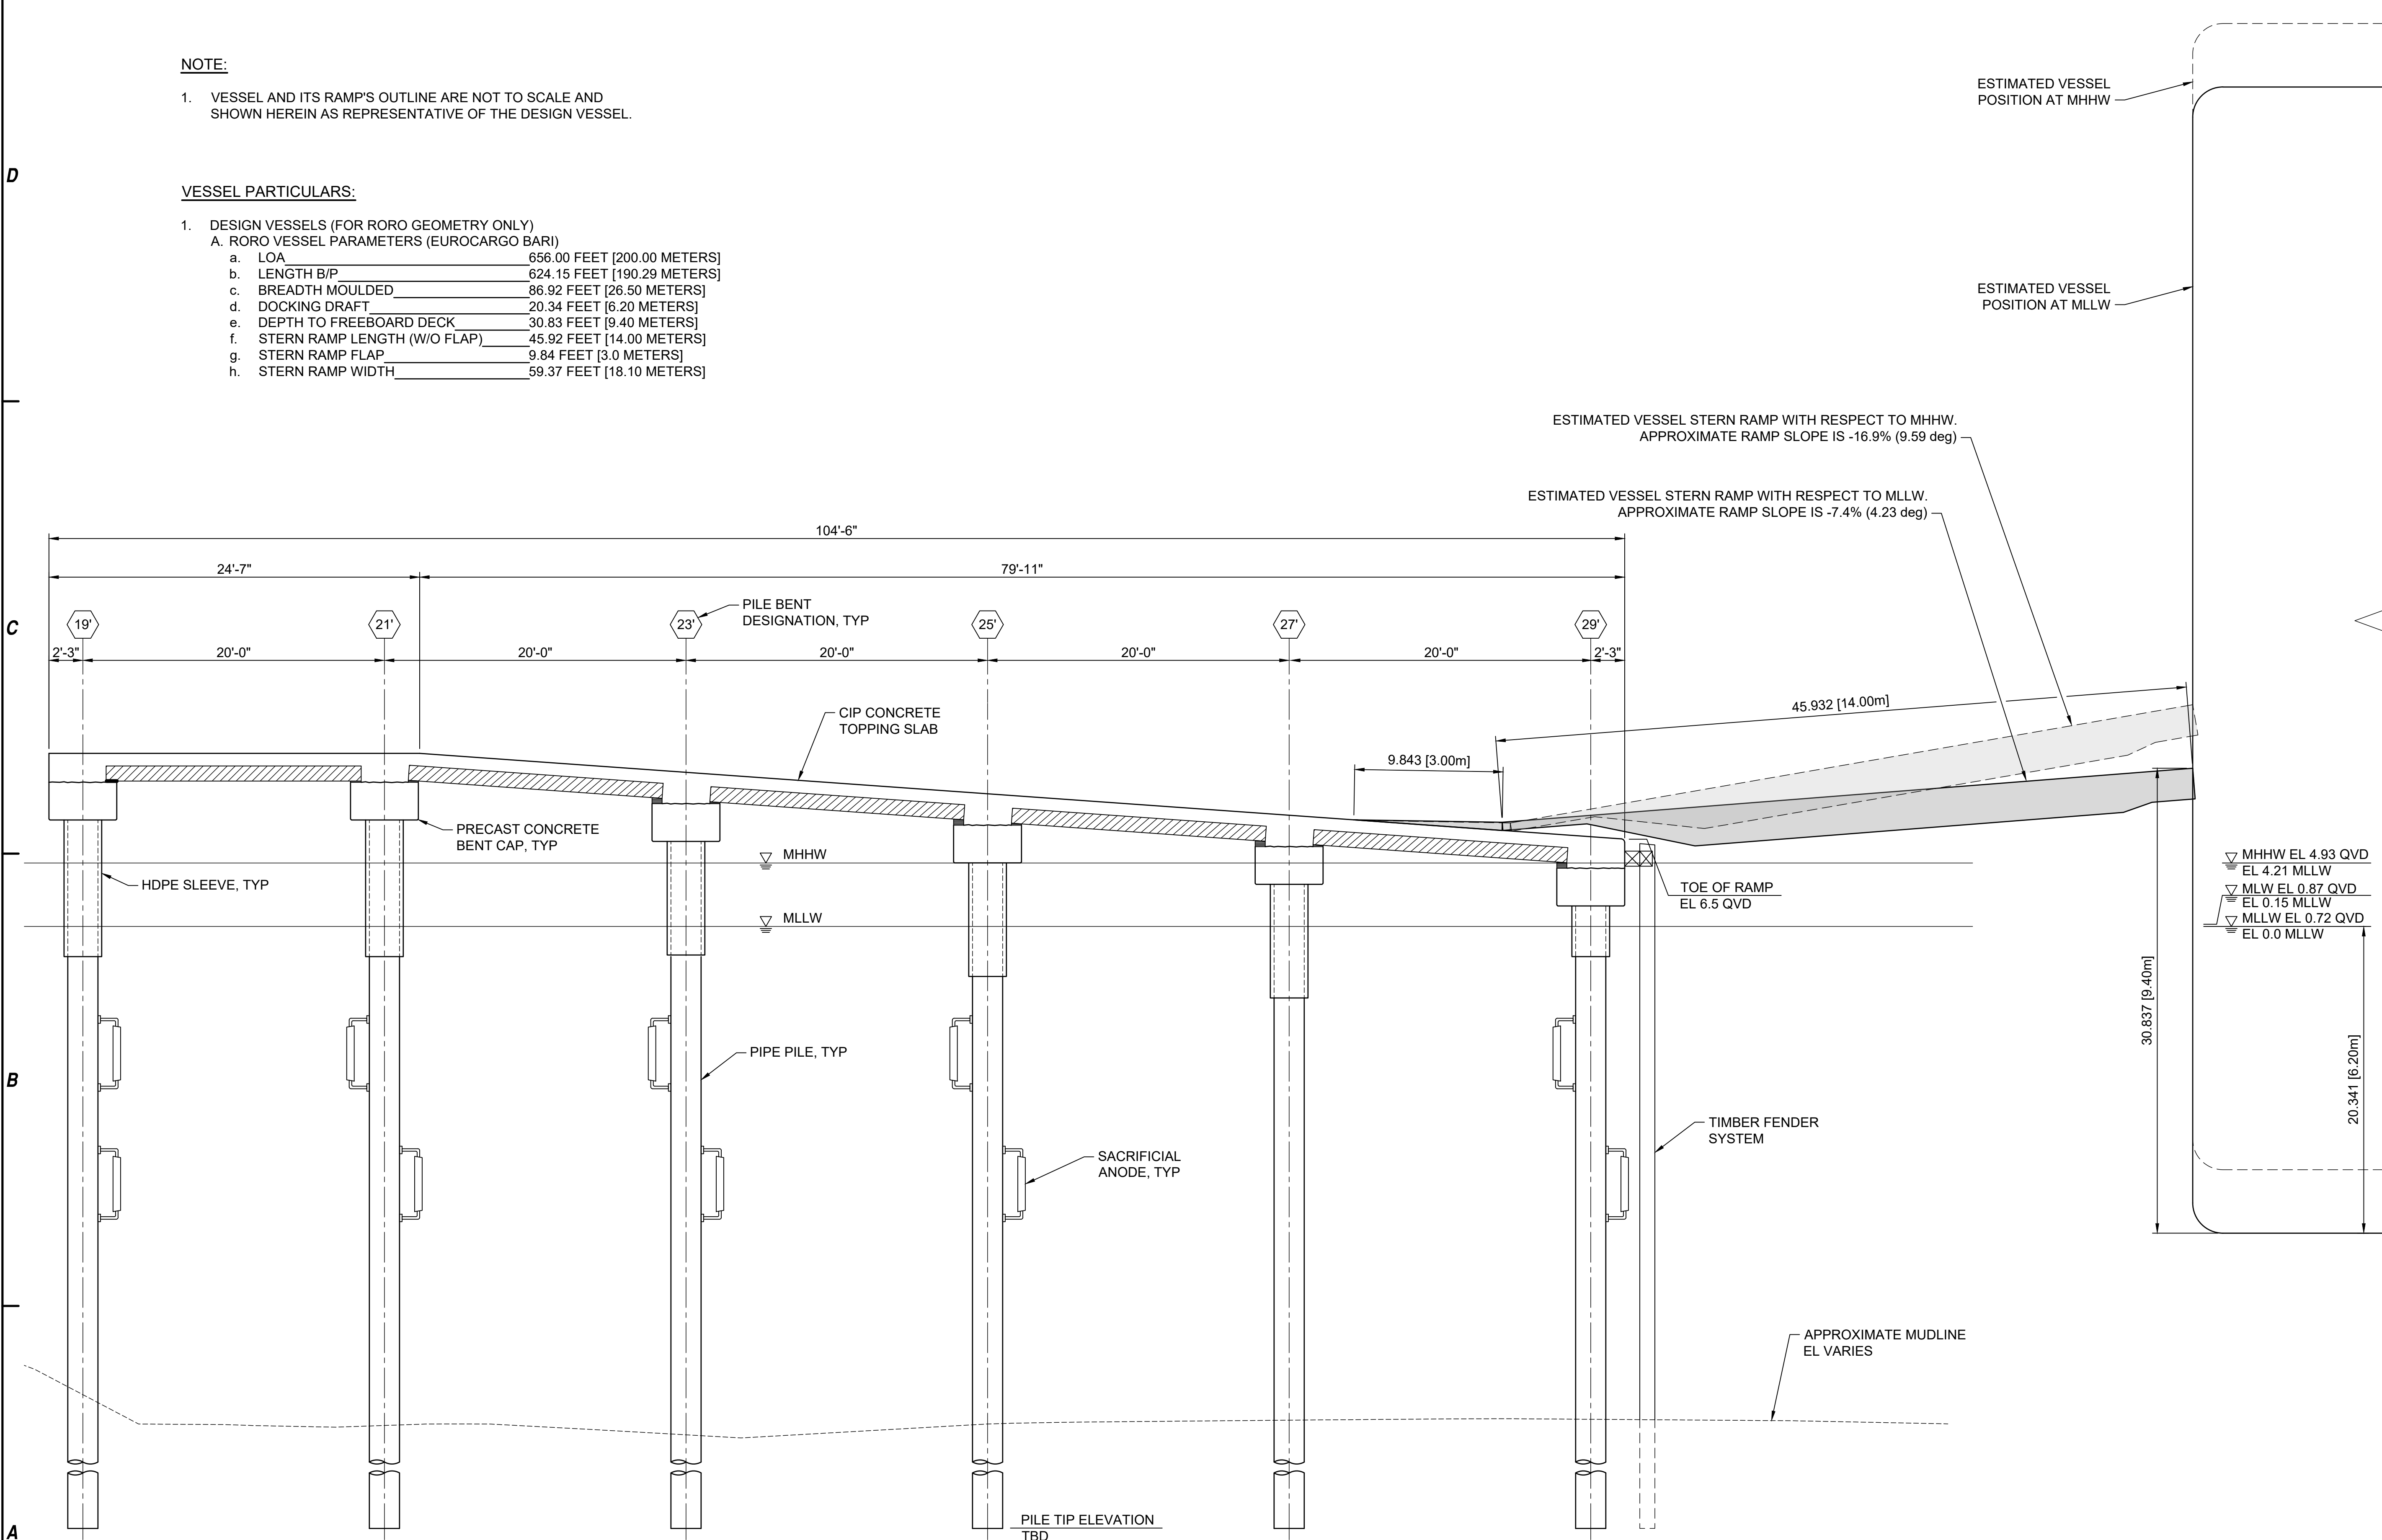 NOTE:
1. VESSEL AND ITS RAMP'S OUTLINE ARE NOT TO SCALE AND
SHOWN HEREIN AS REPRESENTATIVE OF THE DESIGN VESSEL.
VESSEL PARTICULARS:
1. DESIGN VESSELS (FOR RORO GEOMETRY ONLY)
A. RORO VESSEL PARAMETERS (EUROCARGO BARI)
a. LOA 656.00 FEET [200.00 METERS]
b. LENGTH B/P 624.15 FEET [190.29 METERS]
c. BREADTH MOULDED 86.92 FEET [26.50 METERS]
d. DOCKING DRAFT 20.34 FEET [6.20 METERS]
e. DEPTH TO FREEBOARD DECK 30.83 FEET [9.40 METERS]
f. STERN RAMP LENGTH (W/O FLAP) 45.92 FEET [14.00 METERS]
g. STERN RAMP FLAP 9.84 FEET [3.0 METERS]
h. STERN RAMP WIDTH 59.37 FEET [18.10 METERS]
ESTIMATED VESSEL
POSITION AT MHHW
ESTIMATED VESSEL
POSITION AT MLLW
ESTIMATED VESSEL STERN RAMP WITH RESPECT TO MHHW.
APPROXIMATE RAMP SLOPE IS -16.9% (9.59 deg)
ESTIMATED VESSEL STERN RAMP WITH RESPECT TO MLLW.
APPROXIMATE RAMP SLOPE IS -7.4% (4.23 deg)
104'-6"
24'-7"
79'-11"
PILE BENT
DESIGNATION, TYP
19'
21'
23'
25'
27'
29'
2'-3"
20'-0"
20'-0"
20'-0"
20'-0"
20'-0"
2'-3"
CIP CONCRETE
TOPPING SLAB
45.932 [14.00m]
9.843 [3.00m]
PRECAST CONCRETE
BENT CAP, TYP
MHHW
HDPE SLEEVE, TYP
MLLW
TOE OF RAMP
EL 6.5 QVD
MHHW EL 4.93 QVD
EL 4.21 MLLW
MLW EL 0.87 QVD
EL 0.15 MLLW
MLLW EL 0.72 QVD
EL 0.0 MLLW
30.837 [9.40m]
20.341 [6.20m]
PIPE PILE, TYP
SACRIFICIAL
ANODE, TYP
TIMBER FENDER
SYSTEM
APPROXIMATE MUDLINE
EL VARIES
PILE TIP ELEVATION
TBD
D
C
B
A